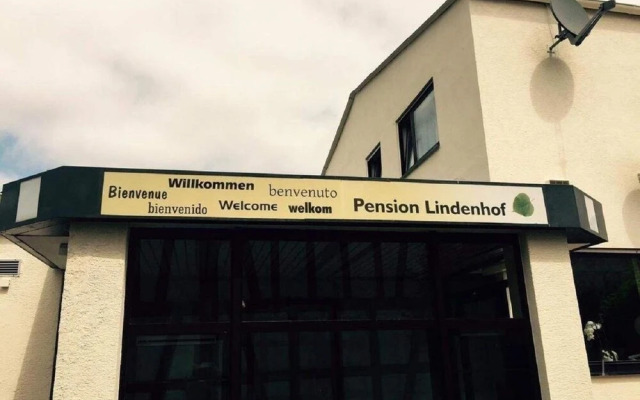 Willkommen benvenuto
Bienvenue
bienvenido Welcome welkom
Pension Lindenhof